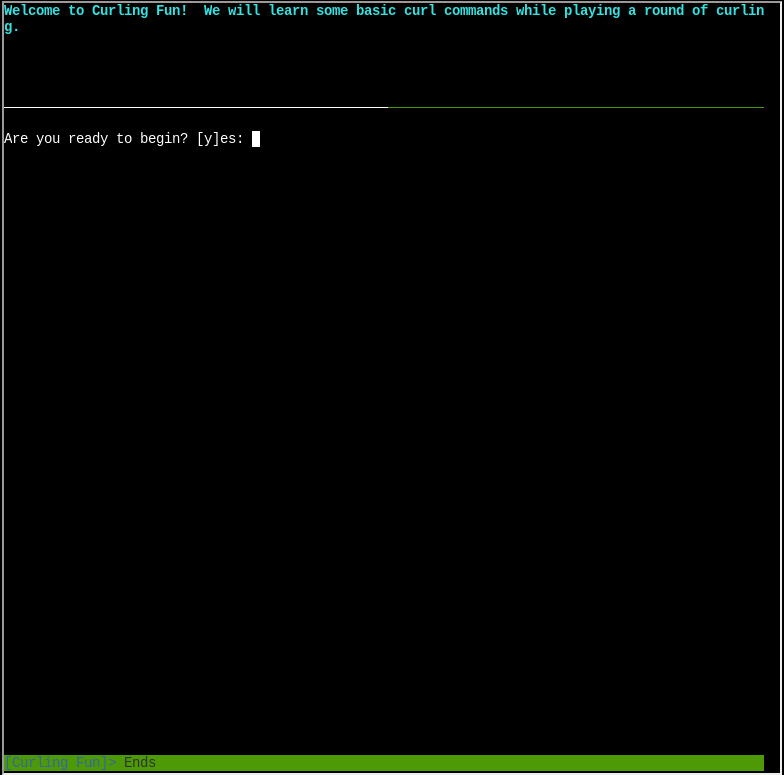 Welcome to Curling Fun!  We will learn some basic curl commands while playing a round of curlin
g.
Are you ready to begin? [y]es:
[Curling Fun]> Ends